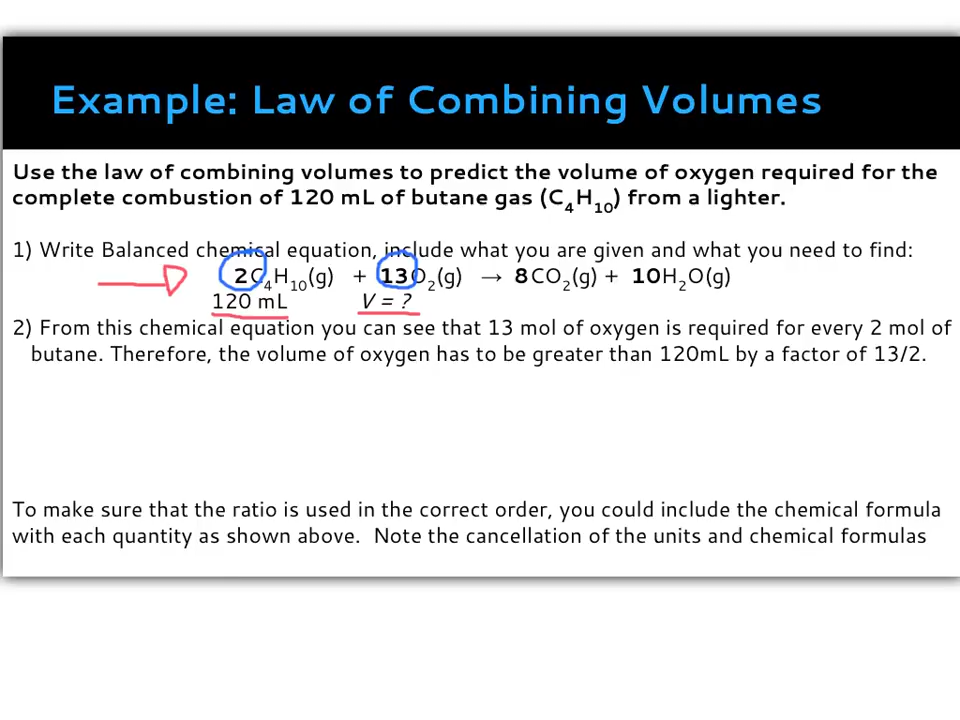 Example: Law of Combining Volumes
Use the law of combining volumes to predict the volume of oxygen required for the
complete combustion of 120 mL of butane gas (C₄H₁₀) from a lighter.
1) Write Balanced chemical equation, include what you are given and what you need to find:
2C₄H₁₀(g) + 13O₂(g) → 8CO₂(g) + 10H₂O(g)
120 mL V = ?
2) From this chemical equation you can see that 13 mol of oxygen is required for every 2 mol of
butane. Therefore, the volume of oxygen has to be greater than 120mL by a factor of 13/2.
To make sure that the ratio is used in the correct order, you could include the chemical formula
with each quantity as shown above. Note the cancellation of the units and chemical formulas